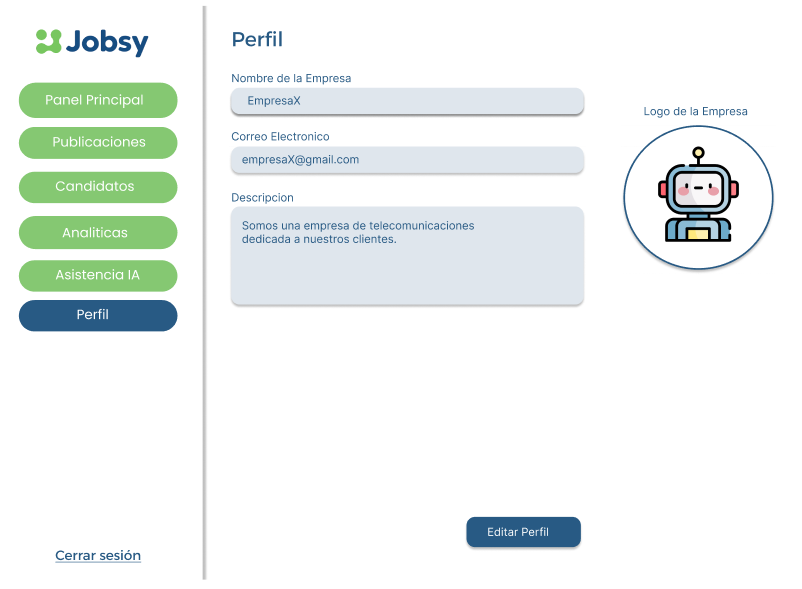 Jobsy
Panel Principal
Publicaciones
Candidatos
Analiticas
Asistencia IA
Perfil
Cerrar sesión
Perfil
Nombre de la Empresa
EmpresaX
Correo Electronico
empresaX@gmail.com
Descripcion
Somos una empresa de telecomunicaciones
dedicada a nuestros clientes.
Logo de la Empresa
Editar Perfil